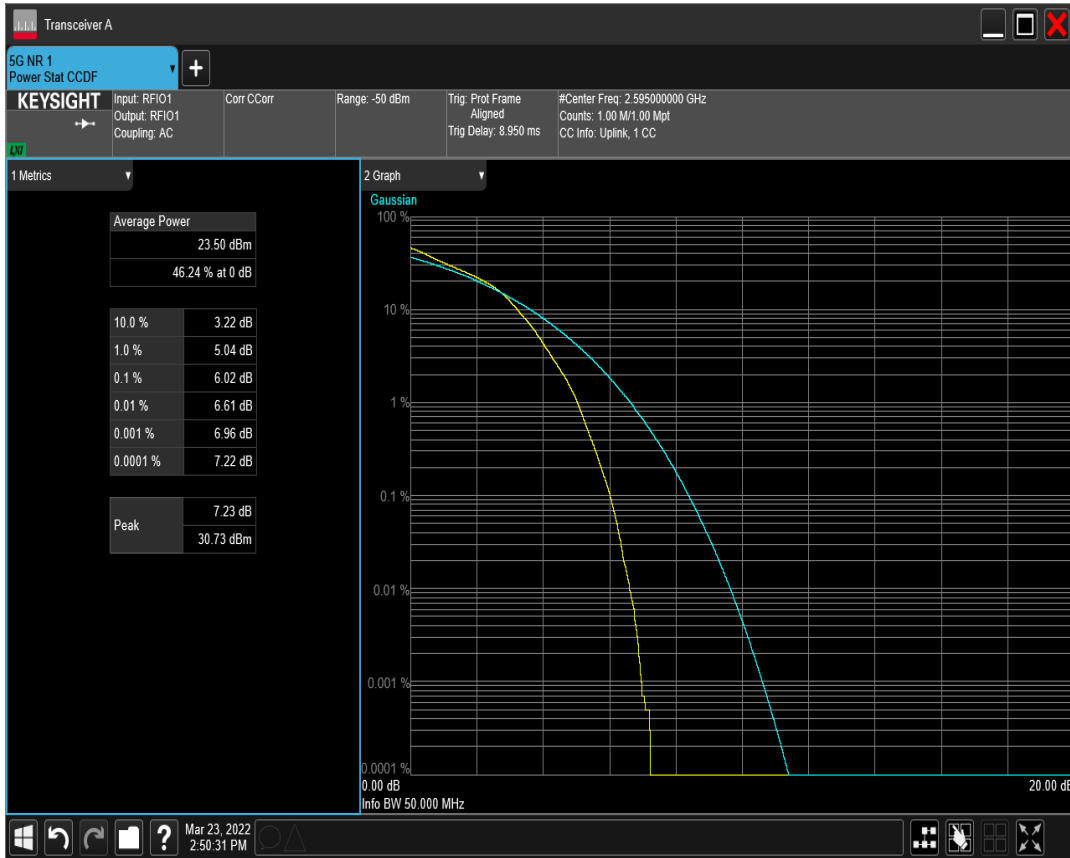 Transceiver A
5G NR 1
Power Stat CCDF
KEYSIGHT
LXI
Input: RFIO1
Output: RFIO1
Coupling: AC
Corr CCorr
Range: -50 dBm
Trig: Prot Frame
Aligned
Trig Delay: 8.950 ms
#Center Freq: 2.595000000 GHz
Counts: 1.00 M/1.00 Mpt
CC Info: Uplink, 1 CC
1 Metrics
Average Power
23.50 dBm
46.24 % at 0 dB
10.0 % 3.22 dB
1.0 % 5.04 dB
0.1 % 6.02 dB
0.01 % 6.61 dB
0.001 % 6.96 dB
0.0001 % 7.22 dB
Peak
7.23 dB
30.73 dBm
2 Graph
Gaussian
100 %
10 %
1 %
0.1 %
0.01 %
0.001 %
0.0001 %
0.00 dB
20.00 dB
Info BW 50.000 MHz
?
Mar 23, 2022
2:50:31 PM